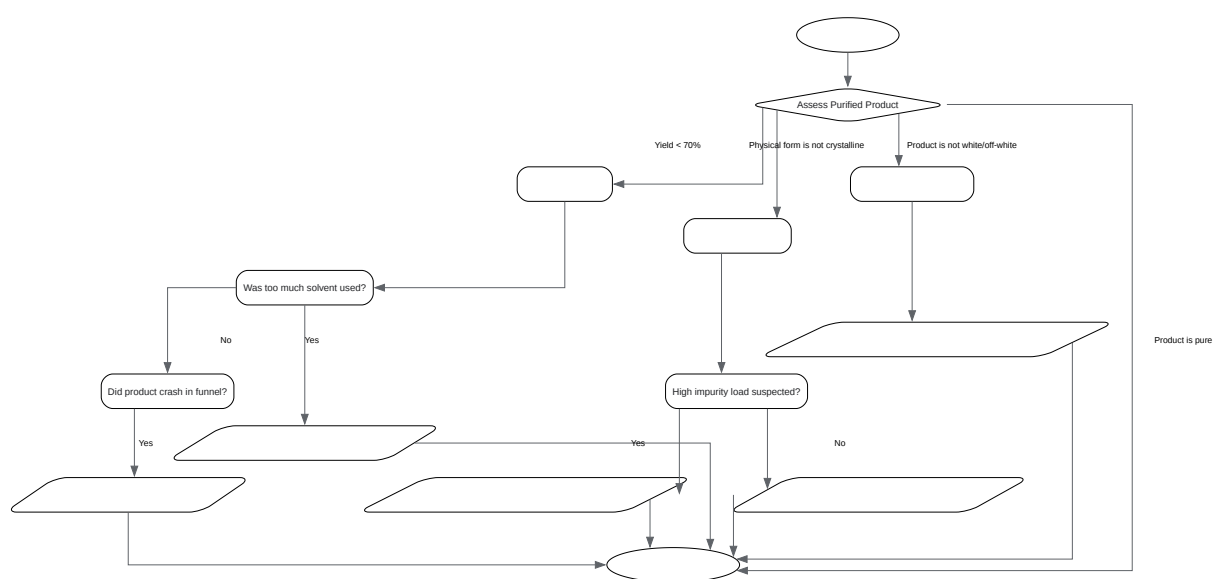 Assess Purified Product
Yield < 70%
Physical form is not crystalline
Product is not white/off-white
Was too much solvent used?
No
Yes
Product is pure
Did product crash in funnel?
High impurity load suspected?
Yes
Yes
No